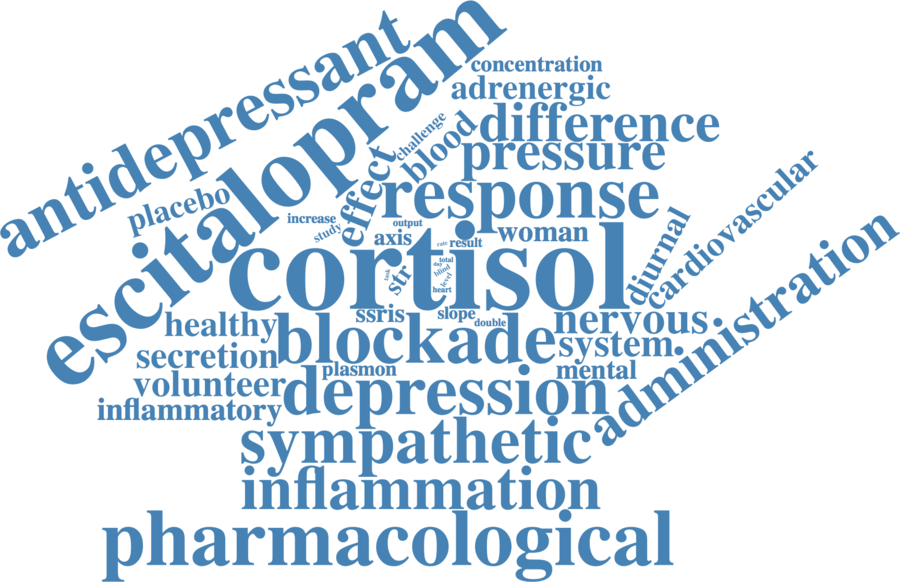 concentration
adrenergic
antidepressant
escitalopram
challenge
blood
difference
pressure
placebo
effect
response
increase
study
output
axis
rate
result
woman
diurnal
cardiovascular
cortisol
task
str
total
day
blind
level
heart
administration
ssris
slope
double
nervous
healthy
blockade
system
secretion
plasmon
mental
volunteer
depression
inflammatory
sympathetic
inflammation
pharmacological